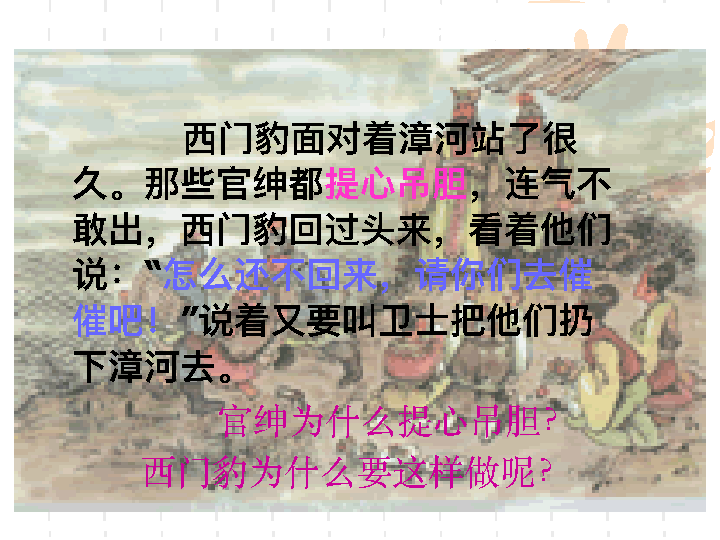 西门豹面对着漳河站了很
久。那些官绅都提心吊胆，连气不
敢出，西门豹回过头来，看着他们
说：“怎么还不回来，请你们去催
催吧！”说着又要叫卫士把他们扔
下漳河去。
官绅为什么提心吊胆?
西门豹为什么要这样做呢?